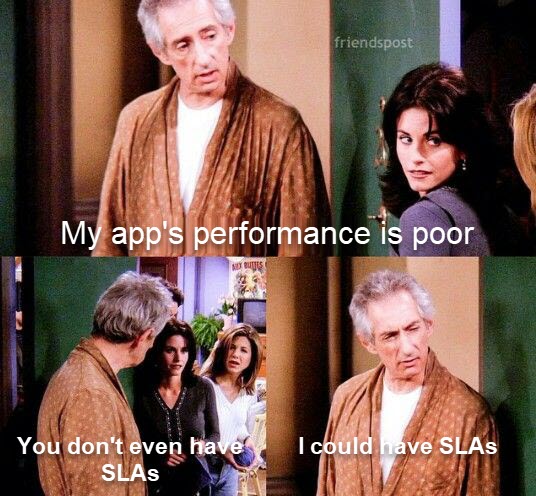 friendspost
My app's performance is poor
You don't even have
SLAs
I could have SLAs